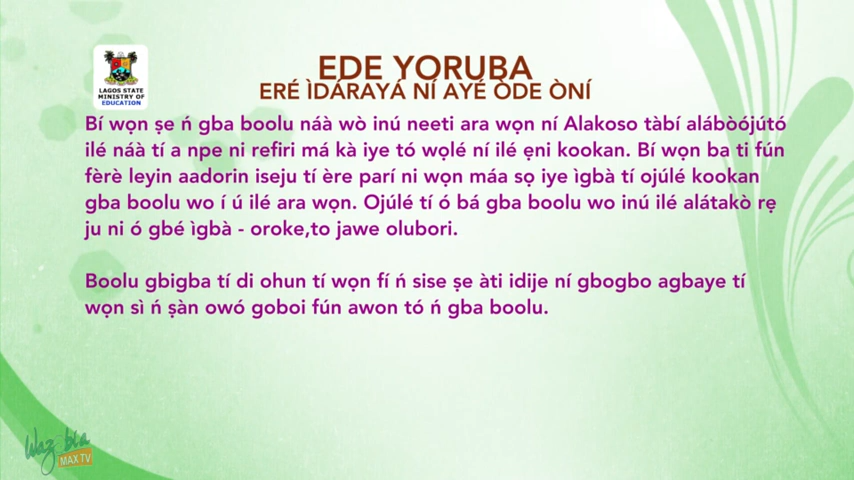 LAGOS STATE
MINISTRY OF
EDUCATION
EDE YORUBA
ERÉ ÌDÁRAYÁ NÍ AYÉ ÒDE ÒNÍ
Bí wọn ṣe ń gba boolu náà wò inú neeti ara wọn ní Alakoso tàbí alábòójútó
ilé náà tí a npe ni refiri má kà iye tó wọlé ní ilé ẹni kookan. Bí wọn ba ti fún
fèrè leyin aadorin iseju tí ère parí ni wọn máa sọ iye ìgbà tí ojúlé kookan
gba boolu wo í ú ilé ara wọn. Ojúlé tí ó bá gba boolu wo inú ilé alátakò rẹ
ju ni ó gbé ìgbà - oroke,to jawe olubori.
Boolu gbigba tí di ohun tí wọn fí ń sise ṣe àti idije ní gbogbo agbaye tí
wọn sì ń ṣàn owó goboi fún awon tó ń gba boolu.
Wazobia
MAX TV